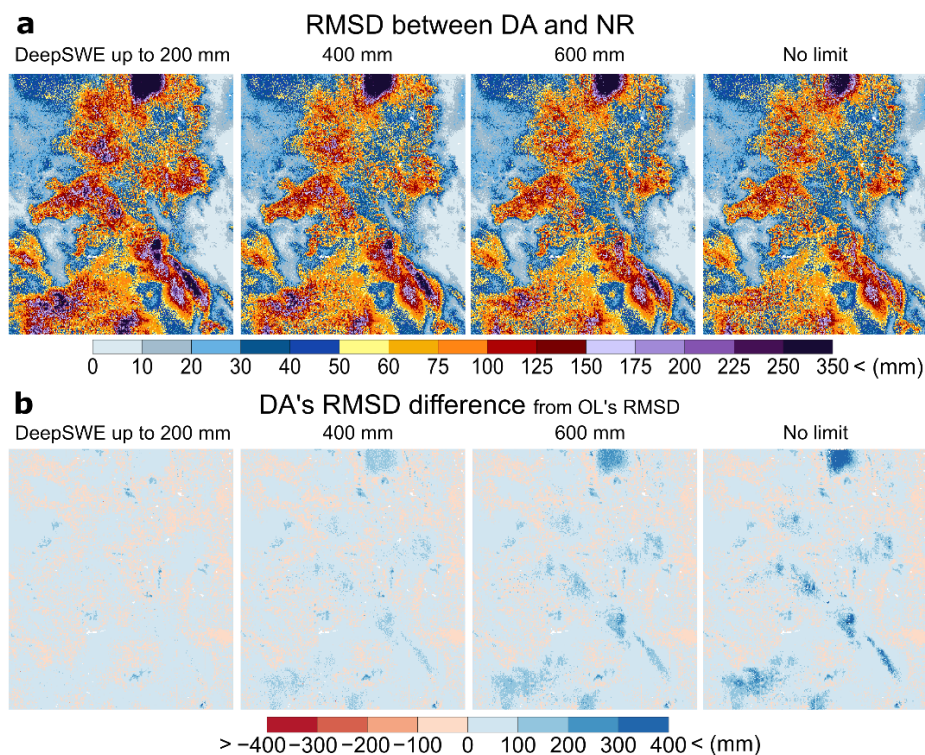 a RMSD between DA and NR
DeepSWE up to 200 mm 400 mm 600 mm No limit
0 10 20 30 40 50 60 75 100 125 150 175 200 225 250 350 < (mm)
b DA's RMSD difference from OL's RMSD
DeepSWE up to 200 mm 400 mm 600 mm No limit
> −400 −300 −200 −100 0 100 200 300 400 < (mm)